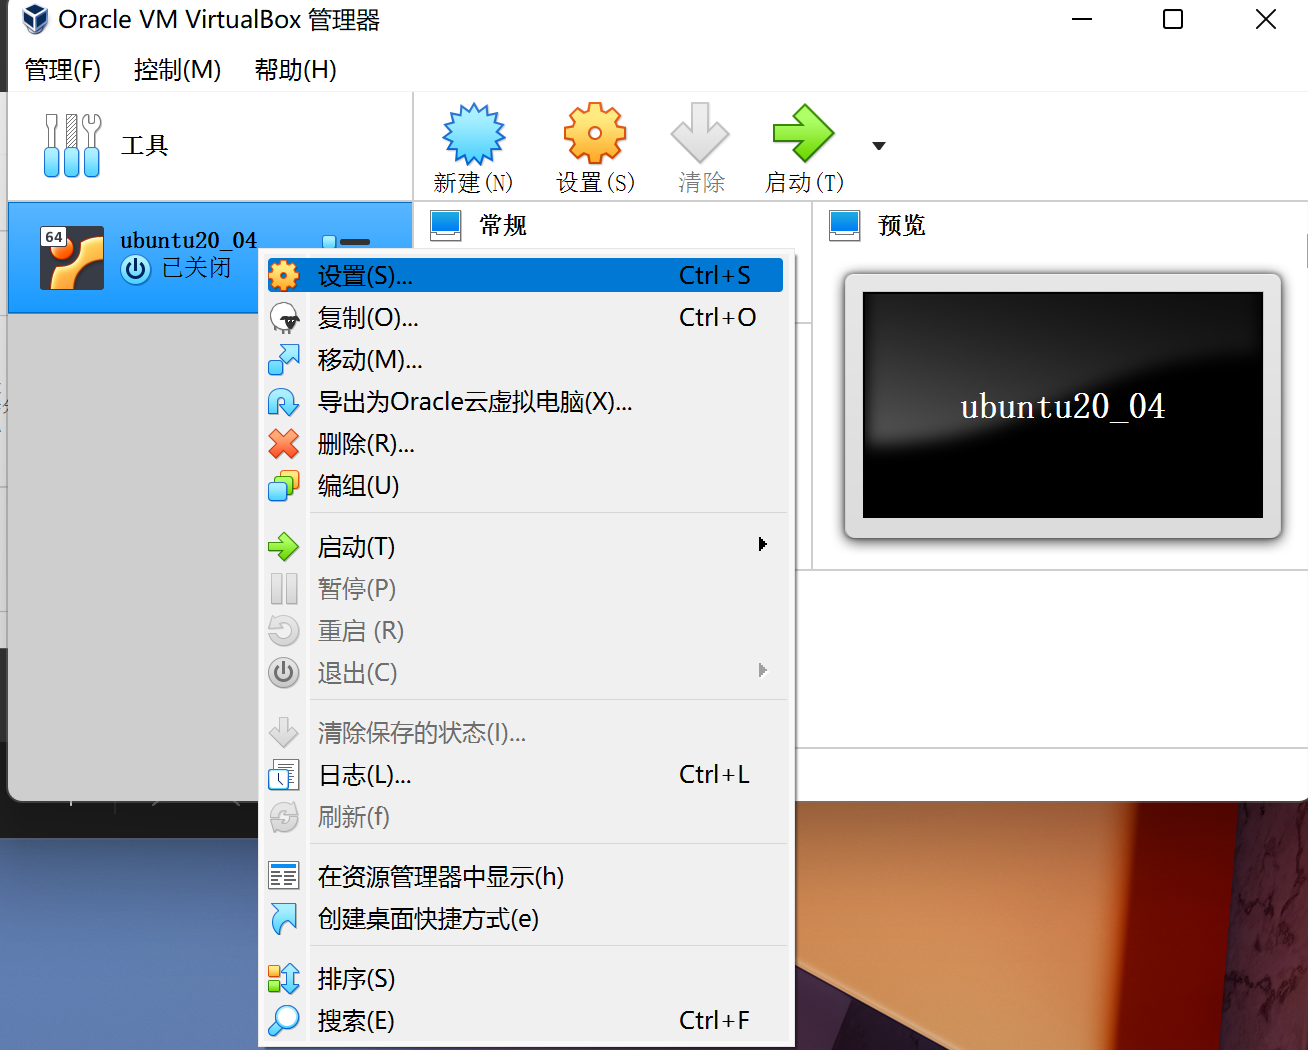 Oracle VM VirtualBox 管理器
管理(F) 控制(M) 帮助(H)
工具
新建(N) 设置(S) 清除 启动(T)
64
ubuntu20_04
已关闭
常规
预览
ubuntu20_04
设置(S)... Ctrl+S
复制(O)... Ctrl+O
移动(M)...
导出为Oracle云虚拟电脑(X)...
删除(R)...
编组(U)
启动(T)
暂停(P)
重启 (R)
退出(C)
清除保存的状态(I)...
日志(L)... Ctrl+L
刷新(f)
在资源管理器中显示(h)
创建桌面快捷方式(e)
排序(S)
搜索(E) Ctrl+F